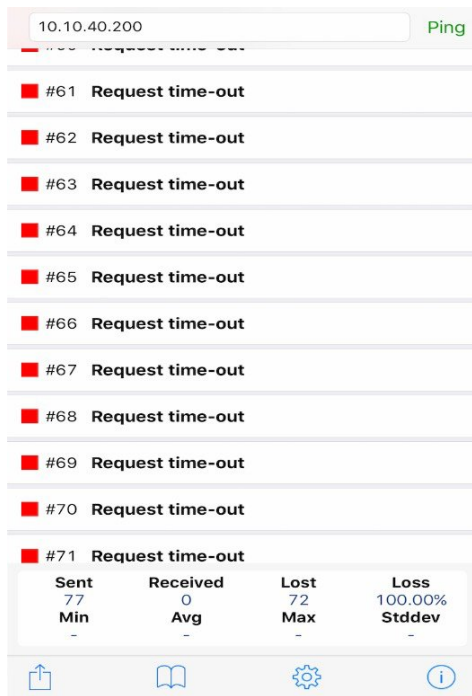 10.10.40.200 Ping
#61 Request time-out
#62 Request time-out
#63 Request time-out
#64 Request time-out
#65 Request time-out
#66 Request time-out
#67 Request time-out
#68 Request time-out
#69 Request time-out
#70 Request time-out
#71 Request time-out
Sent Received Lost Loss
77 0 72 100.00%
Min Avg Max Stddev
- - - -